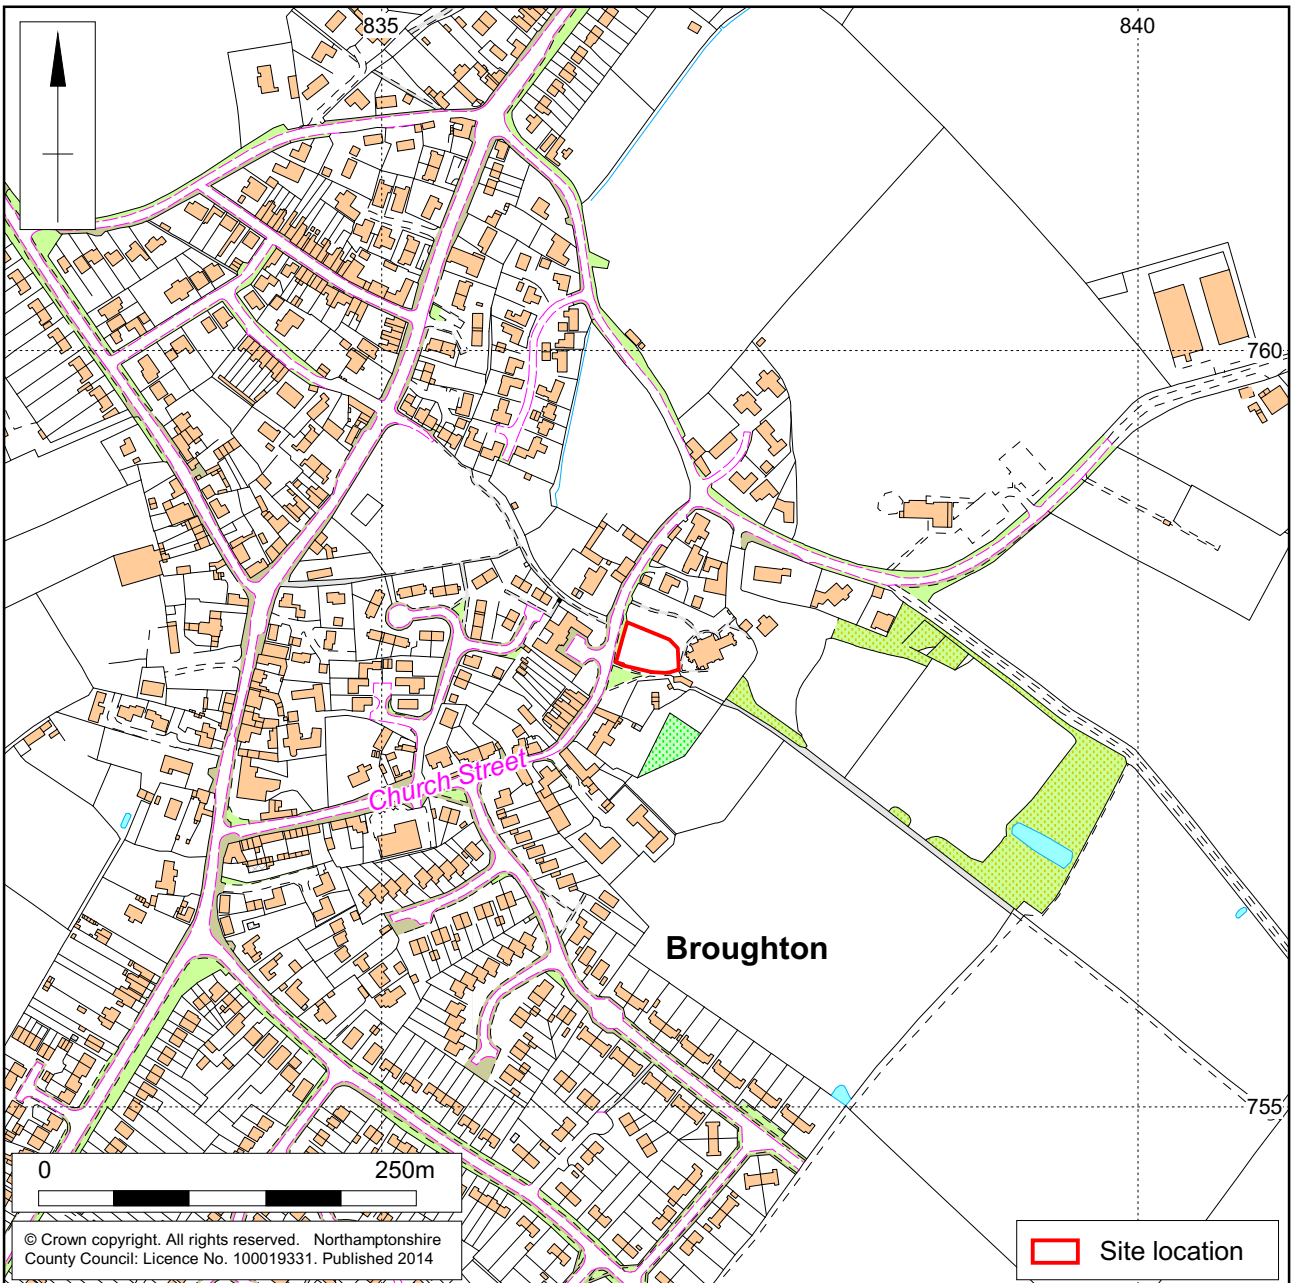 835
840
760
Church Street
Broughton
755
0 250m
© Crown copyright. All rights reserved. Northamptonshire
County Council: Licence No. 100019331. Published 2014
Site location